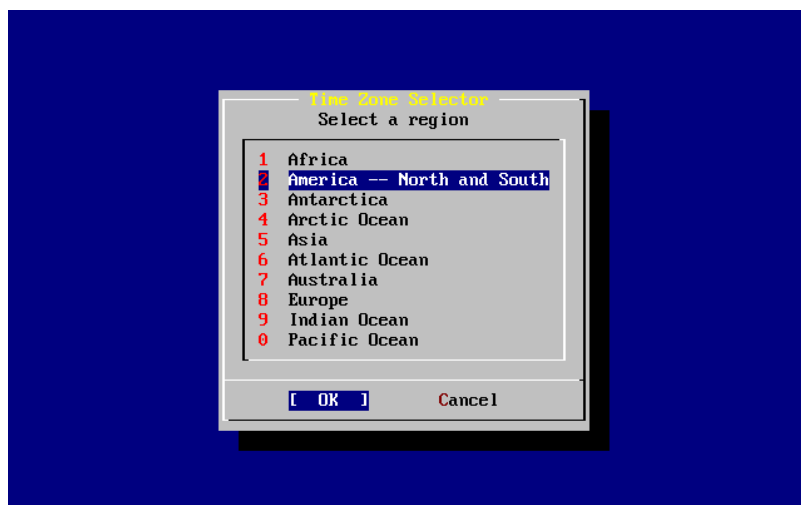 Time Zone Selector
Select a region
1 Africa
2 America -- North and South
3 Antarctica
4 Arctic Ocean
5 Asia
6 Atlantic Ocean
7 Australia
8 Europe
9 Indian Ocean
0 Pacific Ocean
[ OK ] Cancel